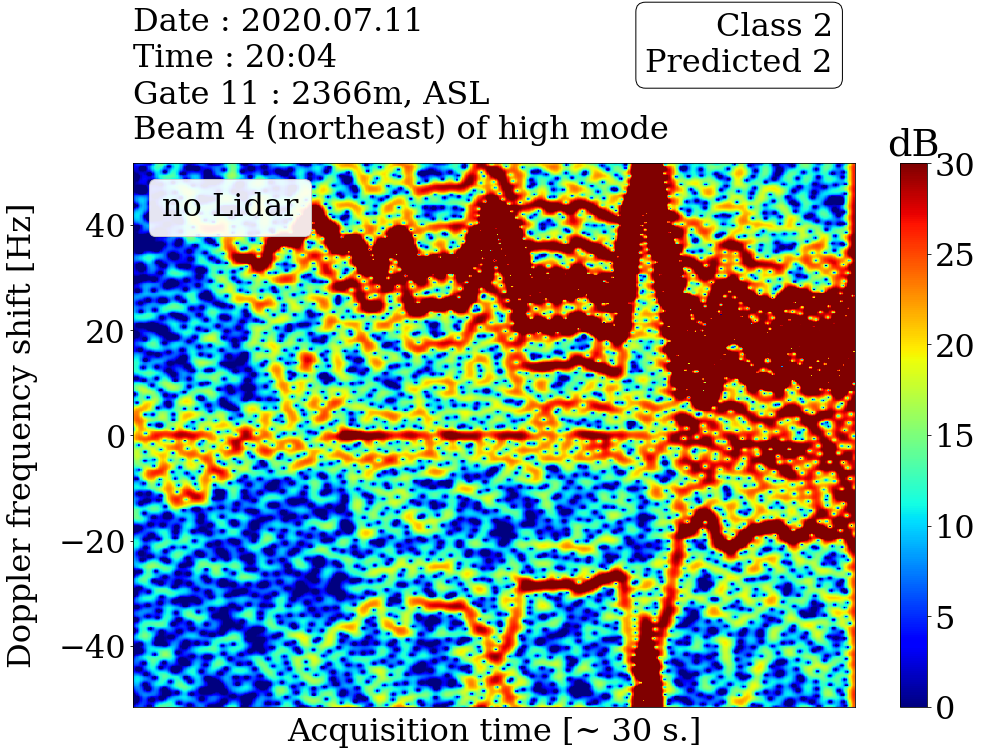 Date : 2020.07.11
Time : 20:04
Gate 11 : 2366m, ASL
Beam 4 (northeast) of high mode
Class 2
Predicted 2
dB
no Lidar
Doppler frequency shift [Hz]
40
20
0
−20
−40
30
25
20
15
10
5
0
Acquisition time [~ 30 s.]